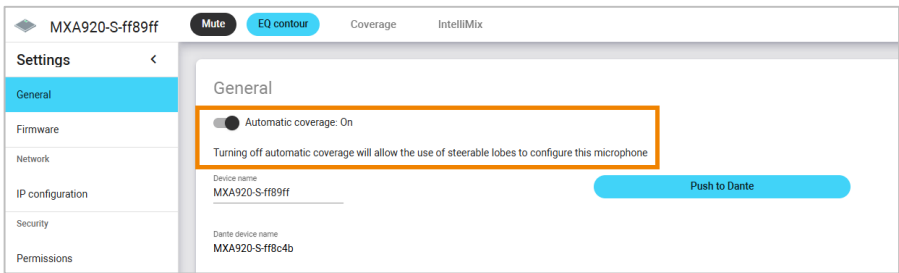 MXA920-S-ff89ff
Mute
EQ contour
Coverage
IntelliMix
Settings
General
Firmware
Network
IP configuration
Security
Permissions
General
Automatic coverage: On
Turning off automatic coverage will allow the use of steerable lobes to configure this microphone
Device name
MXA920-S-ff89ff
Push to Dante
Dante device name
MXA920-S-ff8c4b